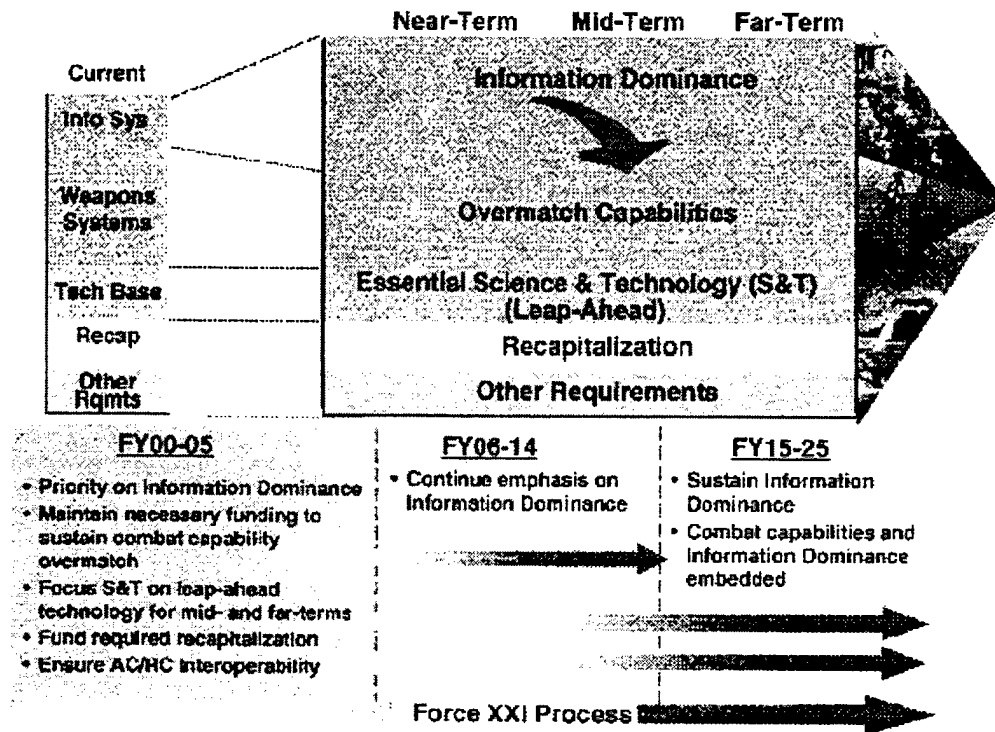 Near-Term Mid-Term Far-Term
Current
Info Sys
Weapons
Systems
Tech Base
Recap
Other
Rqmts
Information Dominance
Overmatch Capabilities
Essential Science & Technology (S&T)
(Leap-Ahead)
Recapitalization
Other Requirements
FY00-05
• Priority on Information Dominance
• Maintain necessary funding to
sustain combat capability
overmatch
• Focus S&T on leap-ahead
technology for mid- and far-terms
• Fund required recapitalization
• Ensure AC/RC Interoperability
FY06-14
• Continue emphasis on
Information Dominance
FY15-25
• Sustain Information
Dominance
• Combat capabilities and
Information Dominance
embedded
Force XXI Process